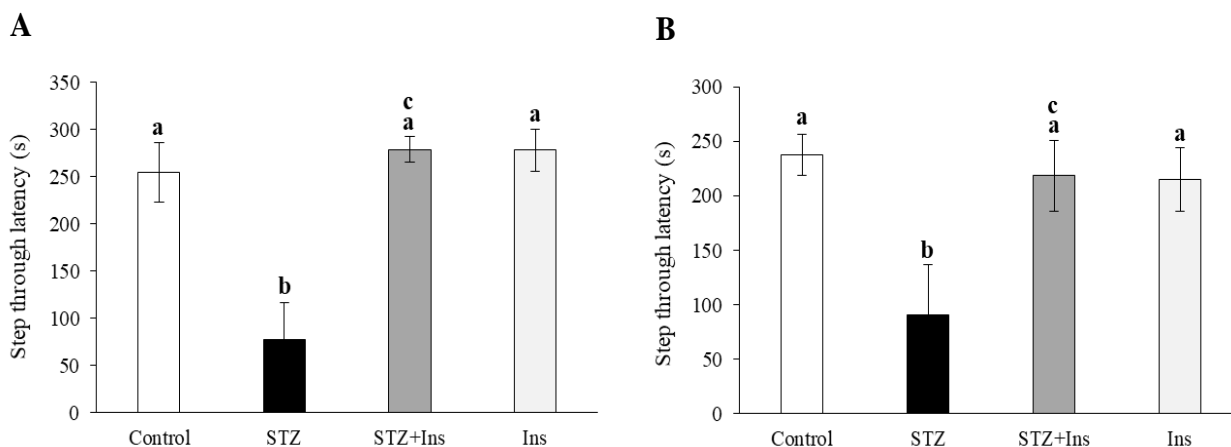 A
Step through latency (s)
350
300
250
200
150
100
50
0
a
b
c
a
a
Control STZ STZ+Ins Ins
B
Step through latency (s)
300
250
200
150
100
50
0
a
b
c
a
a
Control STZ STZ+Ins Ins